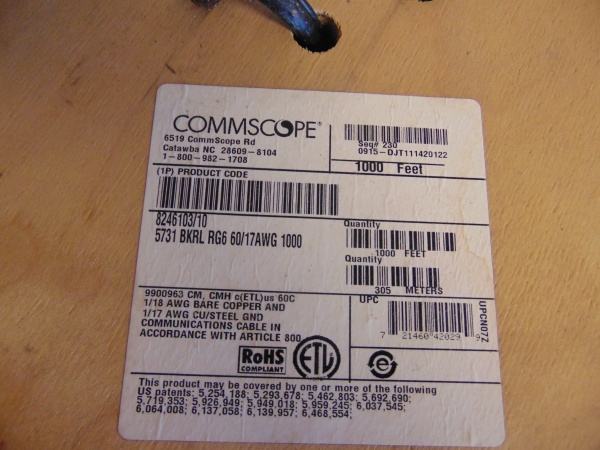 COMMSCOPE®
6519 CommScope Rd
Catawba NC 28609-8104
1-800-982-1708
Seq# 230
0915-DJT111420122
1000 Feet
(1P) PRODUCT CODE
8246103/10
5731 BKRL RG6 60/17AWG 1000
Quantity
1000 FEET
Quantity
305 METERS
9900963 CM, CMH c(ETL)us 60C
1/18 AWG BARE COPPER AND
1/17 AWG CU/STEEL GND
COMMUNICATIONS CABLE IN
ACCORDANCE WITH ARTICLE 800
RoHS
COMPLIANT
ETL
UPC
7 21460 42029
UPCN07Z
e
This product may be covered by one or more of the following
US patents: 5,254,188; 5,293,678; 5,462,803; 5,692,690;
5,719,353; 5,926,949; 5,949,018; 5,959,245; 6,037,545;
6,064,008; 6,137,058; 6,139,957; 6,468,554;